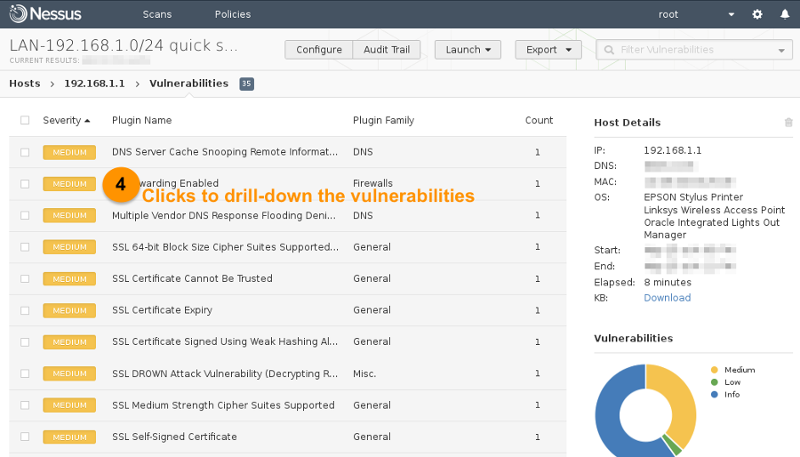 Nessus Scans Policies root
LAN-192.168.1.0/24 quick s...
CURRENT RESULTS:
Configure Audit Trail Launch Export Filter Vulnerabilities
Hosts > 192.168.1.1 > Vulnerabilities 35
Severity Plugin Name Plugin Family Count
MEDIUM DNS Server Cache Snooping Remote Informat... DNS 1
MEDIUM warding Enabled Firewalls 1
4 Clicks to drill-down the vulnerabilities
MEDIUM Multiple Vendor DNS Response Flooding Deni... DNS 1
MEDIUM SSL 64-bit Block Size Cipher Suites Supported... General 1
MEDIUM SSL Certificate Cannot Be Trusted General 1
MEDIUM SSL Certificate Expiry General 1
MEDIUM SSL Certificate Signed Using Weak Hashing Al... General 1
MEDIUM SSL DROWN Attack Vulnerability (Decrypting R... Misc. 1
MEDIUM SSL Medium Strength Cipher Suites Supported General 1
MEDIUM SSL Self-Signed Certificate General 1
Host Details
IP: 192.168.1.1
DNS:
MAC:
OS: EPSON Stylus Printer
Linksys Wireless Access Point
Oracle Integrated Lights Out
Manager
Start:
End:
Elapsed: 8 minutes
KB: Download
Vulnerabilities
Medium
Low
Info